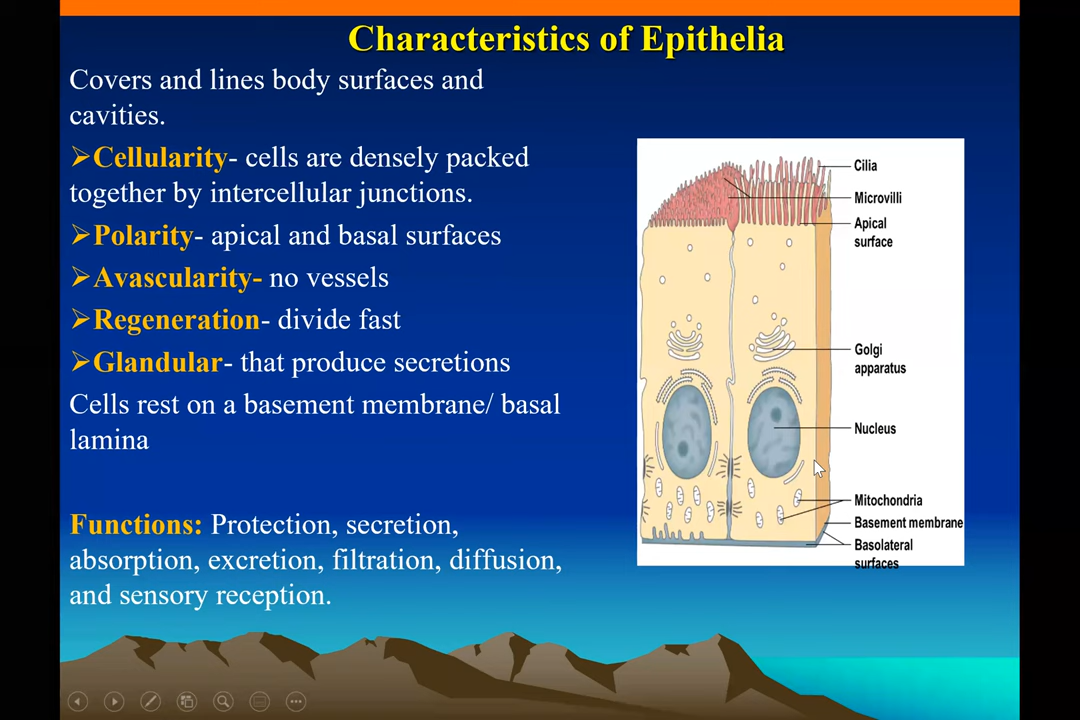 Characteristics of Epithelia
Covers and lines body surfaces and
cavities.
➢Cellularity- cells are densely packed
together by intercellular junctions.
➢Polarity- apical and basal surfaces
➢Avascularity- no vessels
➢Regeneration- divide fast
➢Glandular- that produce secretions
Cells rest on a basement membrane/ basal
lamina
Functions: Protection, secretion,
absorption, excretion, filtration, diffusion,
and sensory reception.
Cilia
Microvilli
Apical
surface
Golgi
apparatus
Nucleus
Mitochondria
Basement membrane
Basolateral
surfaces